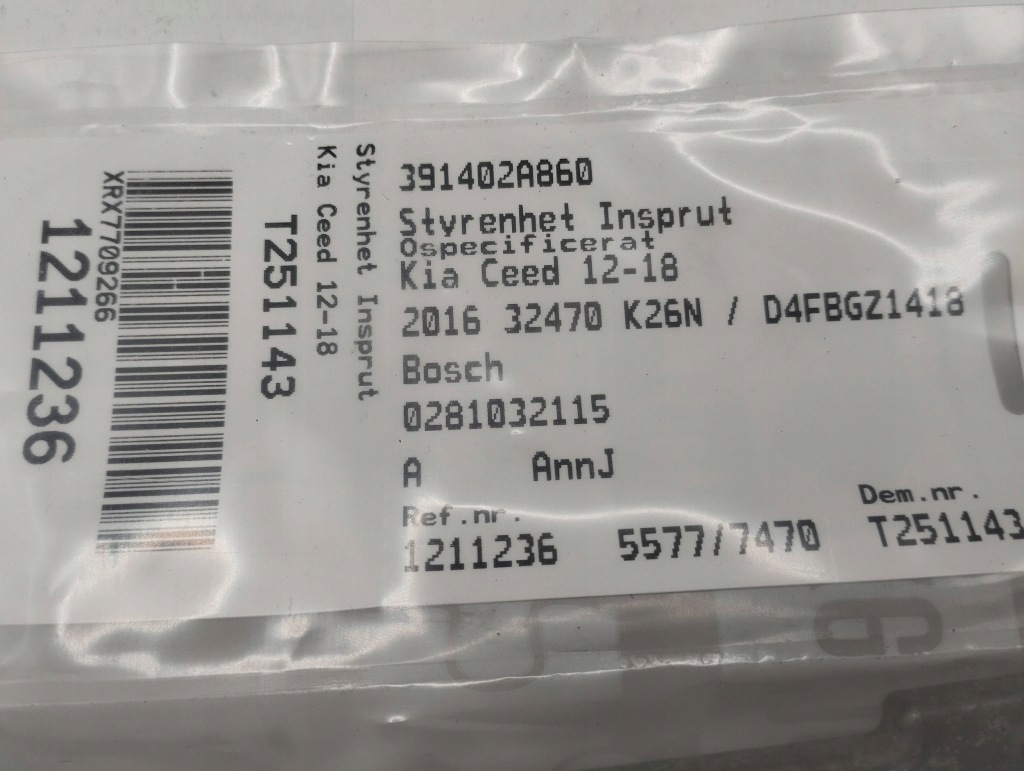 391402A860
Styrenhet Insprut
Ospecificerat
Kia Ceed 12-18
2016 32470 K26N / D4FBGZ1418
Bosch
0281032115
A AnnJ
Ref.nr. Dem.nr.
1211236 5577/7470 T251143
Styrenhet Insprut
Kia Ceed 12-18
T251143
XRX7709266
1211236